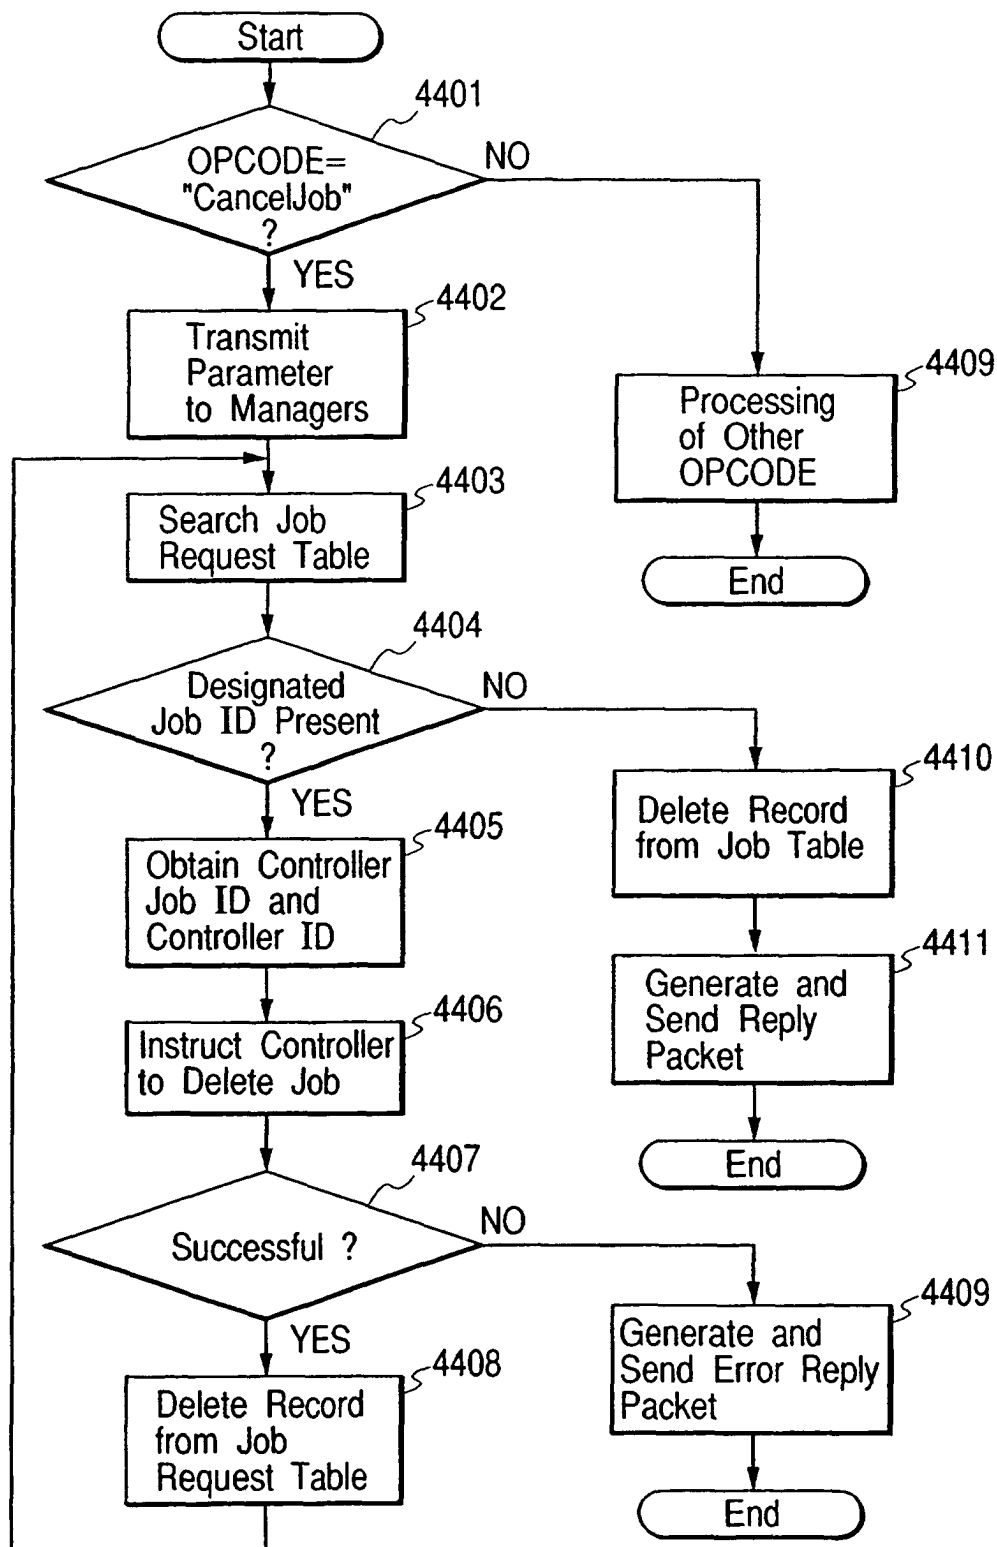 Start
4401
OPCODE=
"CancelJob"
?
NO
YES
4402
Transmit
Parameter
to Managers
4409
Processing
of Other
OPCODE
End
4403
Search Job
Request Table
4404
Designated
Job ID Present
?
NO
YES
4410
Delete Record
from Job Table
4405
Obtain Controller
Job ID and
Controller ID
4411
Generate and
Send Reply
Packet
End
4406
Instruct Controller
to Delete Job
4407
Successful ?
NO
YES
4409
Generate and
Send Error Reply
Packet
End
4408
Delete Record
from Job
Request Table